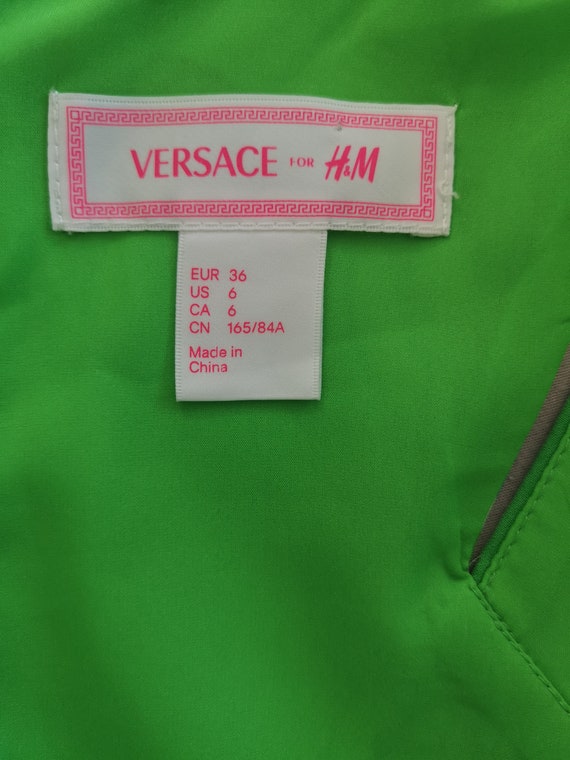 VERSACE FOR H&M
EUR 36
US 6
CA 6
CN 165/84A
Made in
China